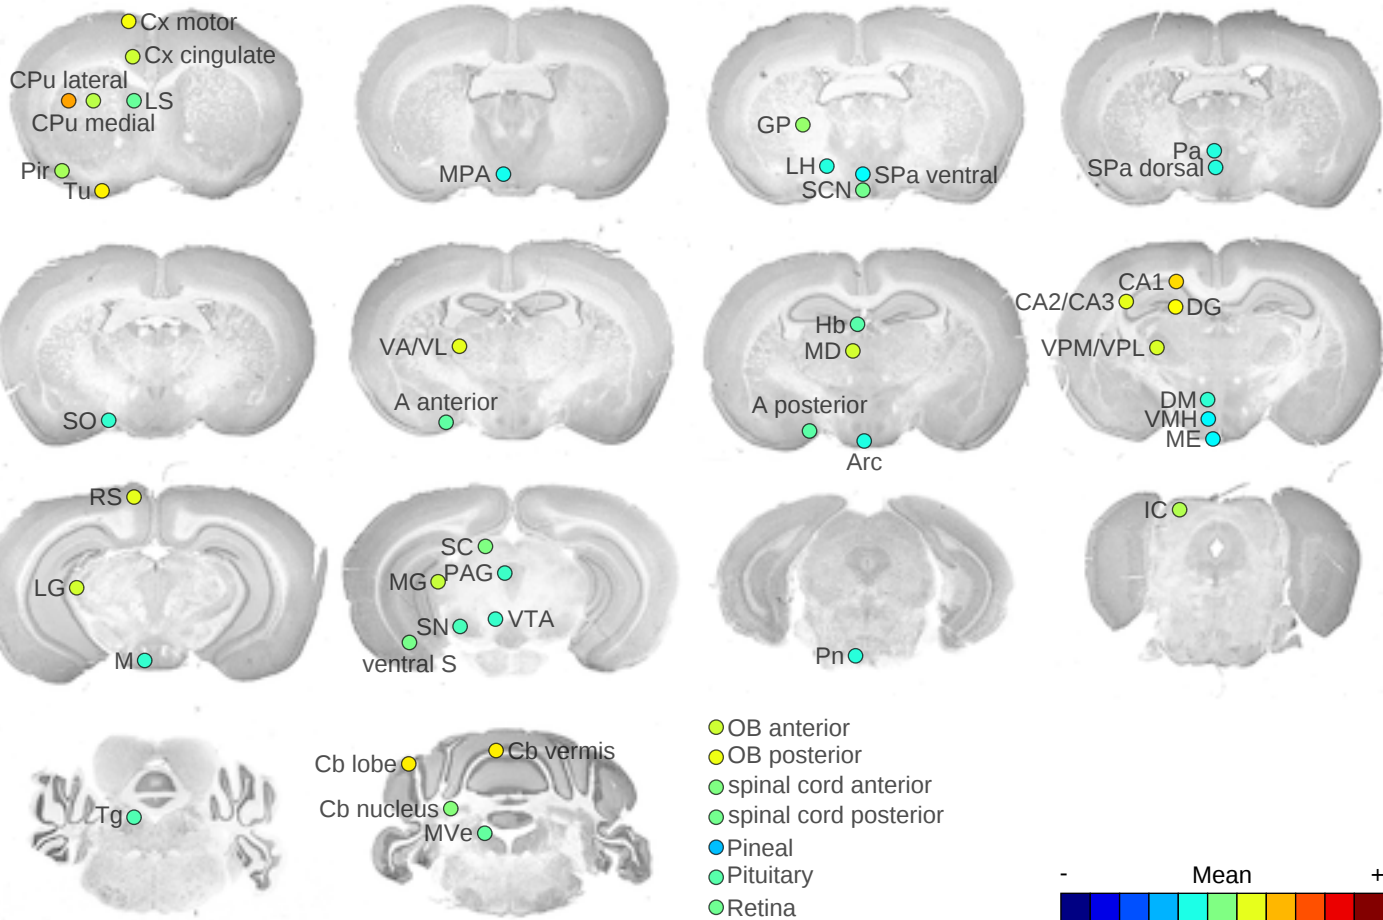 Cx motor
Cx cingulate
CPu lateral
LS
CPu medial
Pir
Tu
MPA
GP
LH
SPa ventral
SCN
Pa
SPa dorsal
SO
VA/VL
A anterior
Hb
MD
A posterior
Arc
CA1
CA2/CA3
DG
VPM/VPL
DM
VMH
ME
RS
LG
M
SC
PAG
MG
VTA
SN
ventral S
Pn
IC
Tg
Cb lobe
Cb vermis
Cb nucleus
MVe
OB anterior
OB posterior
spinal cord anterior
spinal cord posterior
Pineal
Pituitary
Retina
- Mean +